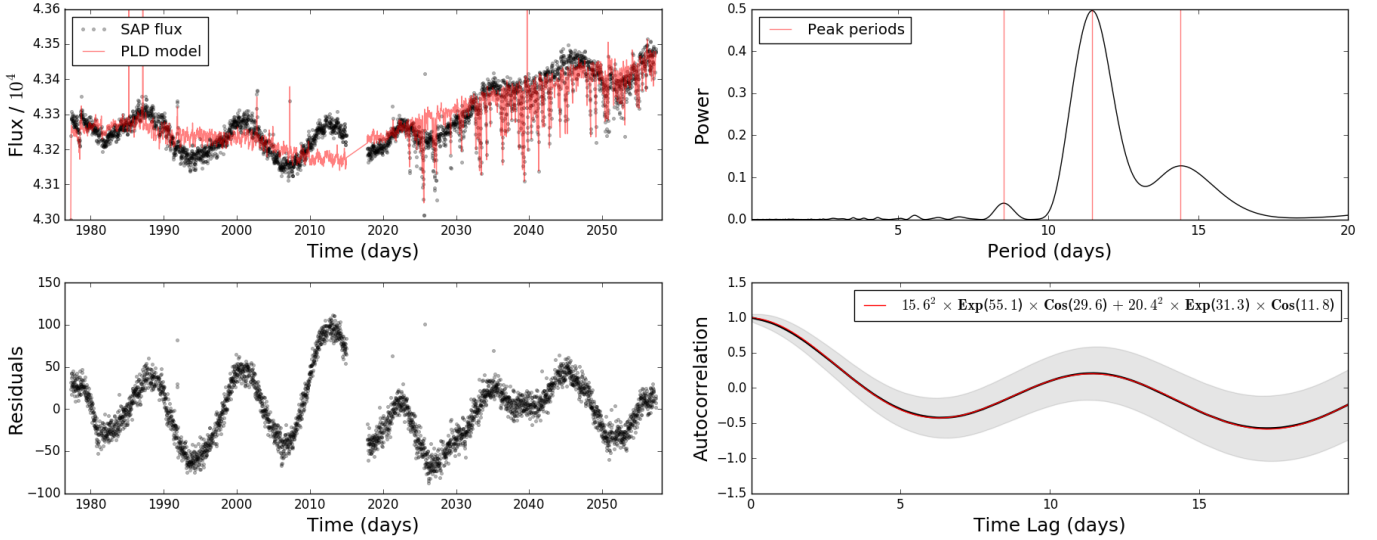 4.36
4.35
4.34
4.33
4.32
4.31
4.30
Flux / 10^4
SAP flux
PLD model
1980 1990 2000 2010 2020 2030 2040 2050
Time (days)
0.5
0.4
0.3
0.2
0.1
0.0
Power
Peak periods
5 10 15 20
Period (days)
150
100
50
0
−50
−100
Residuals
1980 1990 2000 2010 2020 2030 2040 2050
Time (days)
1.5
1.0
0.5
0.0
−0.5
−1.0
−1.5
Autocorrelation
15.6² × Exp(55.1) × Cos(29.6) + 20.4² × Exp(31.3) × Cos(11.8)
0 5 10 15
Time Lag (days)